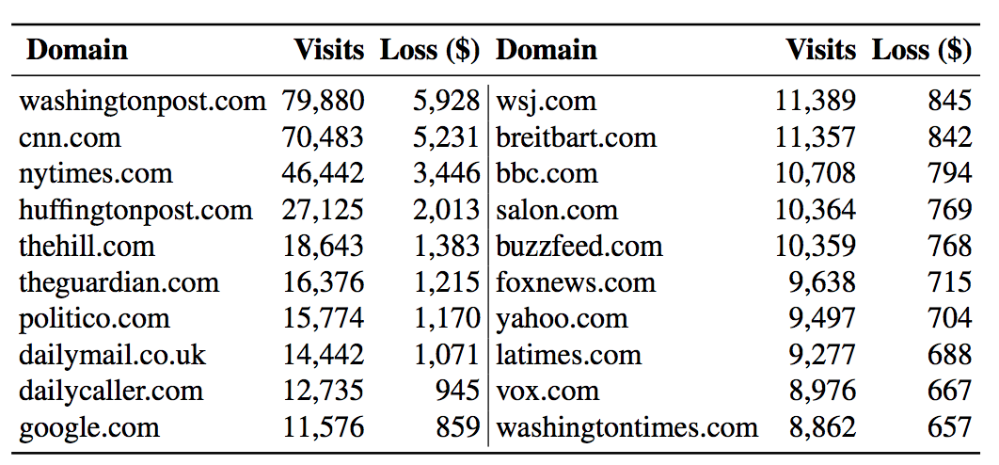 Domain Visits Loss ($) Domain Visits Loss ($)
washingtonpost.com 79,880 5,928 wsj.com 11,389 845
cnn.com 70,483 5,231 breitbart.com 11,357 842
nytimes.com 46,442 3,446 bbc.com 10,708 794
huffingtonpost.com 27,125 2,013 salon.com 10,364 769
thehill.com 18,643 1,383 buzzfeed.com 10,359 768
theguardian.com 16,376 1,215 foxnews.com 9,638 715
politico.com 15,774 1,170 yahoo.com 9,497 704
dailymail.co.uk 14,442 1,071 latimes.com 9,277 688
dailycaller.com 12,735 945 vox.com 8,976 667
google.com 11,576 859 washingtontimes.com 8,862 657